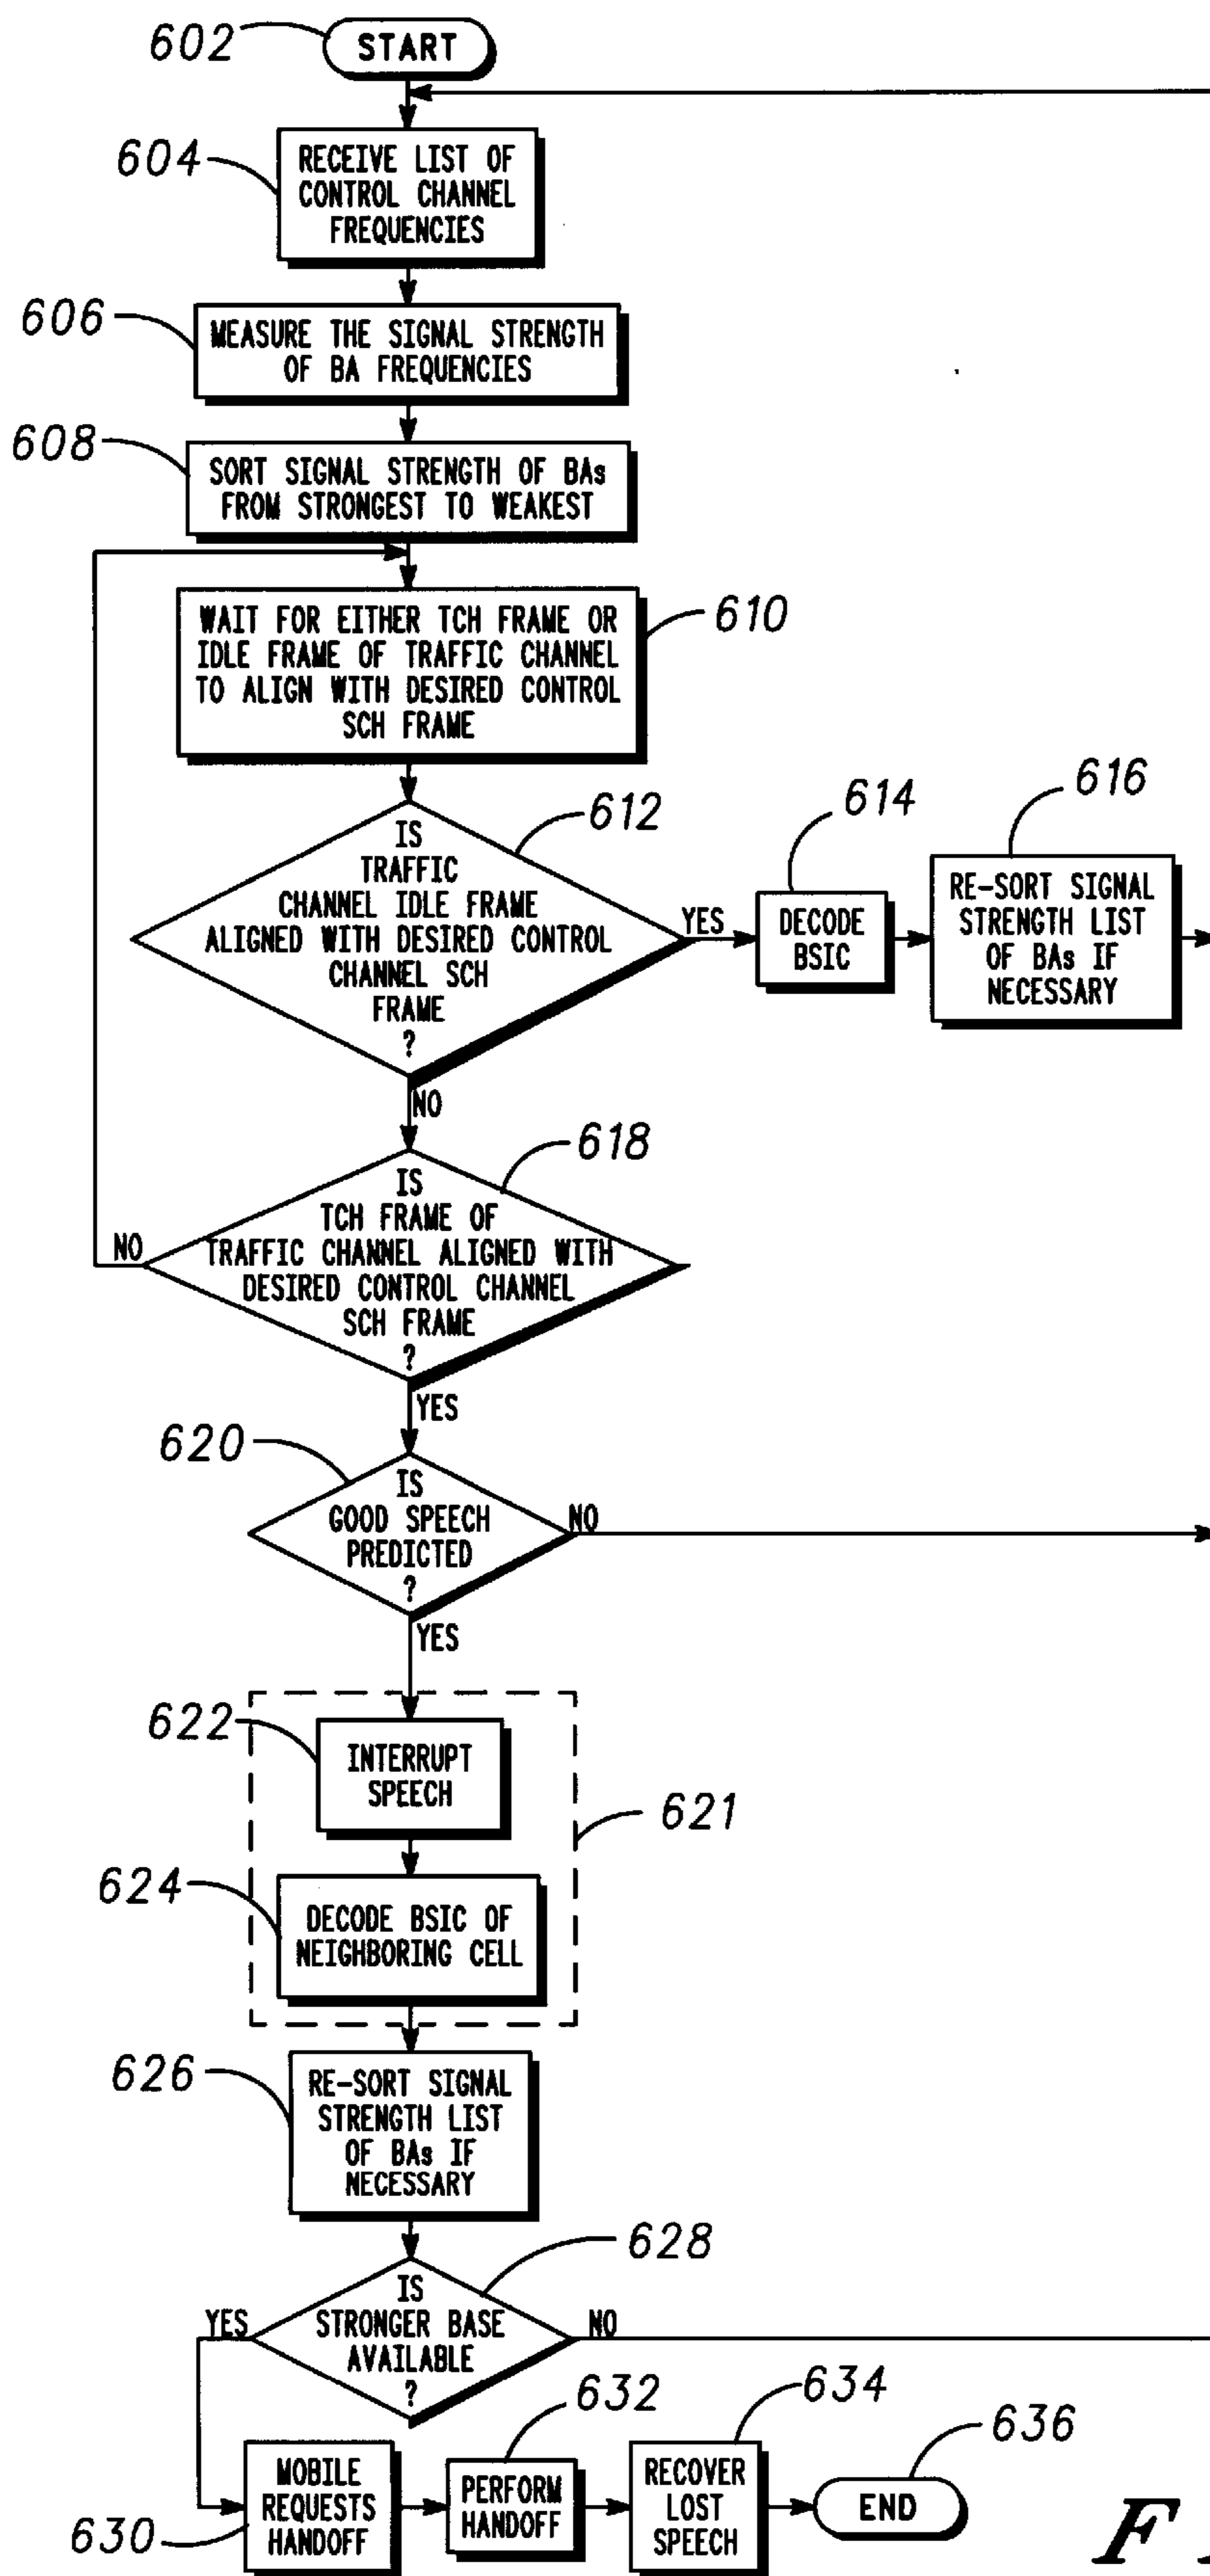 602
START
604
RECEIVE LIST OF
CONTROL CHANNEL
FREQUENCIES
606
MEASURE THE SIGNAL STRENGTH
OF BA FREQUENCIES
608
SORT SIGNAL STRENGTH OF BAs
FROM STRONGEST TO WEAKEST
WAIT FOR EITHER TCH FRAME OR
IDLE FRAME OF TRAFFIC CHANNEL
TO ALIGN WITH DESIRED CONTROL
SCH FRAME
610
612
IS
TRAFFIC
CHANNEL IDLE FRAME
ALIGNED WITH DESIRED CONTROL
CHANNEL SCH
FRAME
?
YES
614
DECODE
BSIC
616
RE-SORT SIGNAL
STRENGTH LIST
OF BAs IF
NECESSARY
NO
618
IS
TCH FRAME OF
TRAFFIC CHANNEL ALIGNED WITH
DESIRED CONTROL CHANNEL
SCH FRAME
?
NO
YES
620
IS
GOOD SPEECH
PREDICTED
?
NO
YES
622
INTERRUPT
SPEECH
621
624
DECODE BSIC OF
NEIGHBORING CELL
626
RE-SORT SIGNAL
STRENGTH LIST
OF BAs IF
NECESSARY
628
IS
STRONGER BASE
AVAILABLE
?
YES
NO
630
MOBILE
REQUESTS
HANDOFF
632
PERFORM
HANDOFF
634
RECOVER
LOST
SPEECH
636
END
F